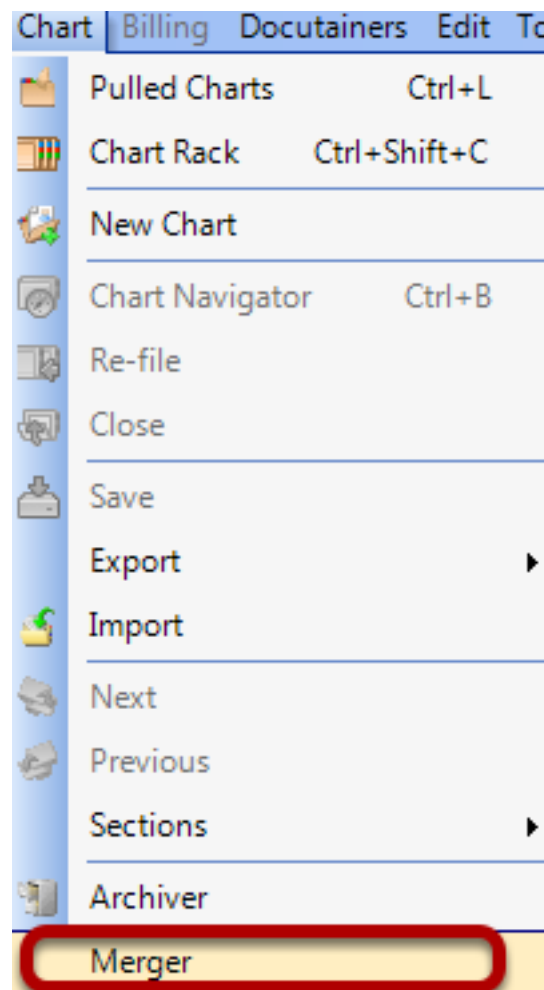 Chart Billing Docutainers Edit To
Pulled Charts Ctrl+L
Chart Rack Ctrl+Shift+C
New Chart
Chart Navigator Ctrl+B
Re-file
Close
Save
Export
Import
Next
Previous
Sections
Archiver
Merger